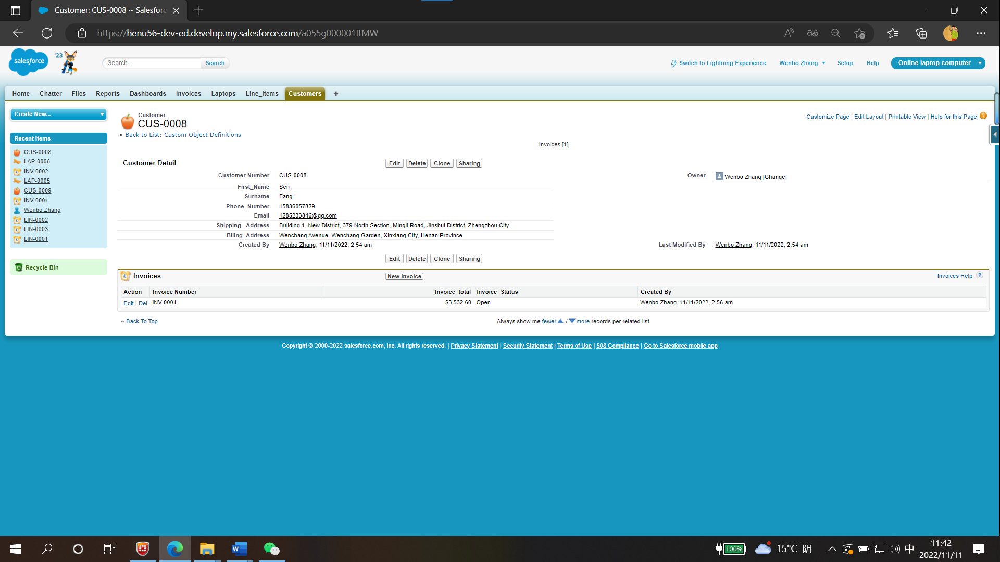 Customer: CUS-0008 ~ Salesforc
https://henu56-dev-ed.develop.my.salesforce.com/a055g000001ItMW
salesforce
'23
Search...
Search
Switch to Lightning Experience
Wenbo Zhang
Setup
Help
Online laptop computer
Home Chatter Files Reports Dashboards Invoices Laptops Line_items Customers +
Create New...
Recent Items
CUS-0008
LAP-0006
INV-0002
LAP-0005
CUS-0009
INV-0001
Wenbo Zhang
LIN-0002
LIN-0003
LIN-0001
Recycle Bin
Customer
CUS-0008
« Back to List: Custom Object Definitions
Customize Page | Edit Layout | Printable View | Help for this Page ?
Invoices [1]
Customer Detail
Edit Delete Clone Sharing
Customer Number CUS-0008
Owner Wenbo Zhang [Change]
First_Name Sen
Surname Fang
Phone_Number 15836057829
Email 1285233846@qq.com
Shipping _Address Building 1, New District, 379 North Section, Mingli Road, Jinshui District, Zhengzhou City
Biling_Address Wenchang Avenue, Wenchang Garden, Xinxiang City, Henan Province
Created By Wenbo Zhang, 11/11/2022, 2:54 am
Last Modified By Wenbo Zhang, 11/11/2022, 2:54 am
Edit Delete Clone Sharing
Invoices
New Invoice
Invoices Help ?
Action Invoice Number Invoice_total Invoice_Status Created By
Edit | Del INV-0001 $3,532.60 Open Wenbo Zhang, 11/11/2022, 2:56 am
Back To Top
Always show me fewer / more records per related list
Copyright © 2000-2022 salesforce.com, inc. All rights reserved. | Privacy Statement | Security Statement | Terms of Use | 508 Compliance | Go to Salesforce mobile app
100%
15°C 阴
中
11:42
2022/11/11